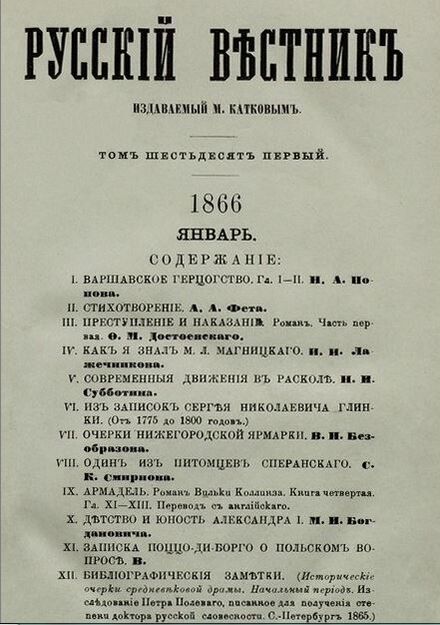 РУССКІЙ ВѢСТНИКЪ
ИЗДАВАЕМЫЙ М. КАТКОВЫМЪ.
ТОМЪ ШЕСТЬДЕСЯТЪ ПЕРВЫЙ.
1866
ЯНВАРЬ.
СОДЕРЖАНІЕ:
I. ВАРШАВСКОЕ ГЕРЦОГСТВО. Гл. I—II. Н. А. По-
пова.
II. СТИХОТВОРЕНІЕ. А. А. Фета.
III. ПРЕСТУПЛЕНІЕ И НАКАЗАНІЕ. Романъ. Часть пер-
вая. Ѳ. М. Достоевскаго.
IV. КАКЪ Я ЗНАЛЪ М. Л. МАГНИЦКАГО. И. И. Ла-
жечникова.
V. СОВРЕМЕННЫЯ ДВИЖЕНІЯ ВЪ РАСКОЛѢ. Н. И.
Субботина.
VI. ИЗЪ ЗАПИСОКЪ СЕРГѢЯ НИКОЛАЕВИЧА ГЛИН-
КИ. (Отъ 1775 до 1800 годовъ.)
VII. ОЧЕРКИ НИЖЕГОРОДСКОЙ ЯРМАРКИ. В. П. Без-
образова.
VIII. ОДИНЪ ИЗЪ ПИТОМЦЕВЪ СПЕРАНСКАГО. С.
К. Смирнова.
IX. АРМАДЕЛЬ. Романъ Вильки Коллинза. Книга четвертая.
Гл. XI—XIII. Переводъ съ англійскаго.
X. ДѢТСТВО И ЮНОСТЬ АЛЕКСАНДРА I. М. И. Бог-
дановича.
XI. ЗАПИСКА ПОЦЦО-ДИ-БОРГО О ПОЛЬСКОМЪ ВО-
ПРОСѢ. В.
XII. БИБЛІОГРАФИЧЕСКІЯ ЗАМѢТКИ. (Историческіе
очерки средневѣковой драмы. Начальный періодъ. Из-
слѣдованіе Петра Полеваго, писанное для полученія сте-
пени доктора русской словесности. С.-Петербургъ 1865.)